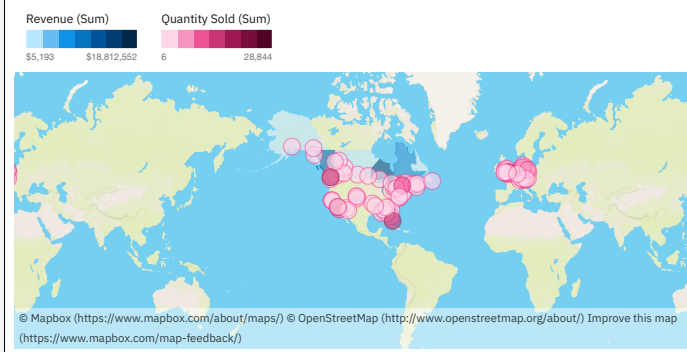 Revenue (Sum)
Quantity Sold (Sum)
$5,193
$18,812,552
6
28,844
© Mapbox (https://www.mapbox.com/about/maps/) © OpenStreetMap (http://www.openstreetmap.org/about/) Improve this map
(https://www.mapbox.com/map-feedback/)